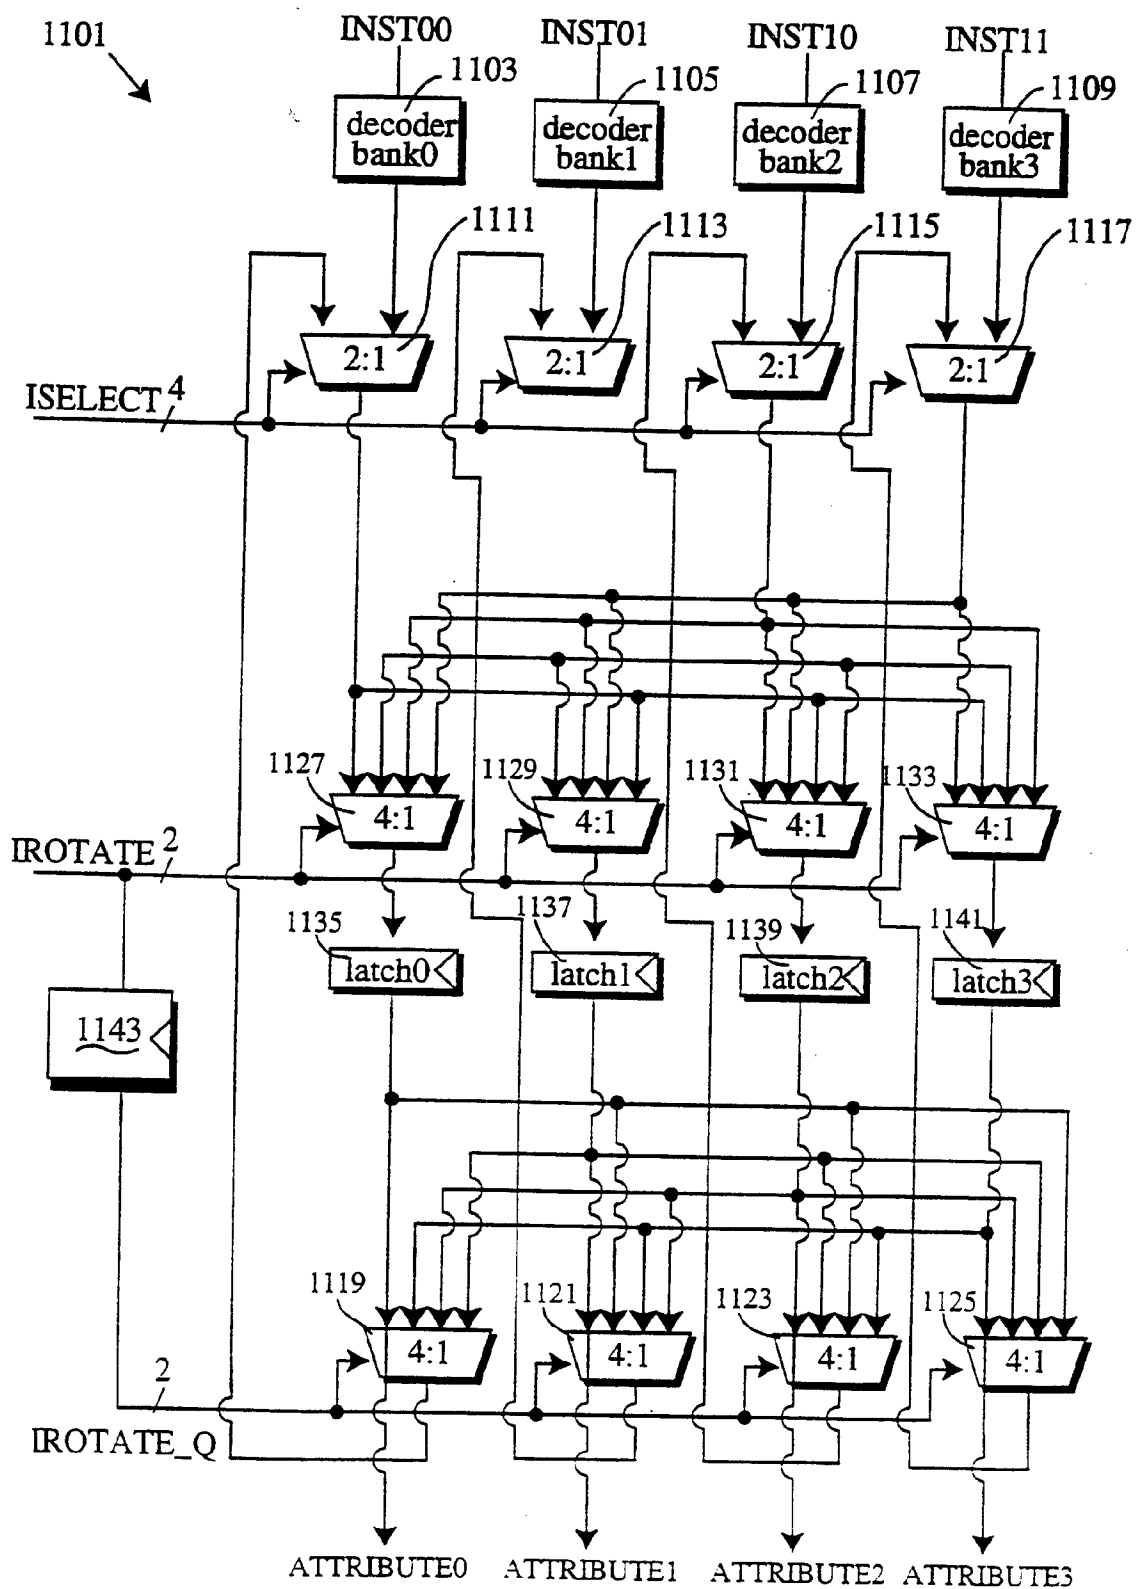 1101
INST00 INST01 INST10 INST11
1103 1105 1107 1109
decoder bank0
decoder bank1
decoder bank2
decoder bank3
1111 1113 1115 1117
2:1 2:1 2:1 2:1
ISELECT 4
1127 1129 1131 1133
4:1 4:1 4:1 4:1
IROTATE 2
1135 1137 1139 1141
latch0 latch1 latch2 latch3
1143
1119 1121 1123 1125
4:1 4:1 4:1 4:1
2
IROTATE_Q
ATTRIBUTE0 ATTRIBUTE1 ATTRIBUTE2 ATTRIBUTE3